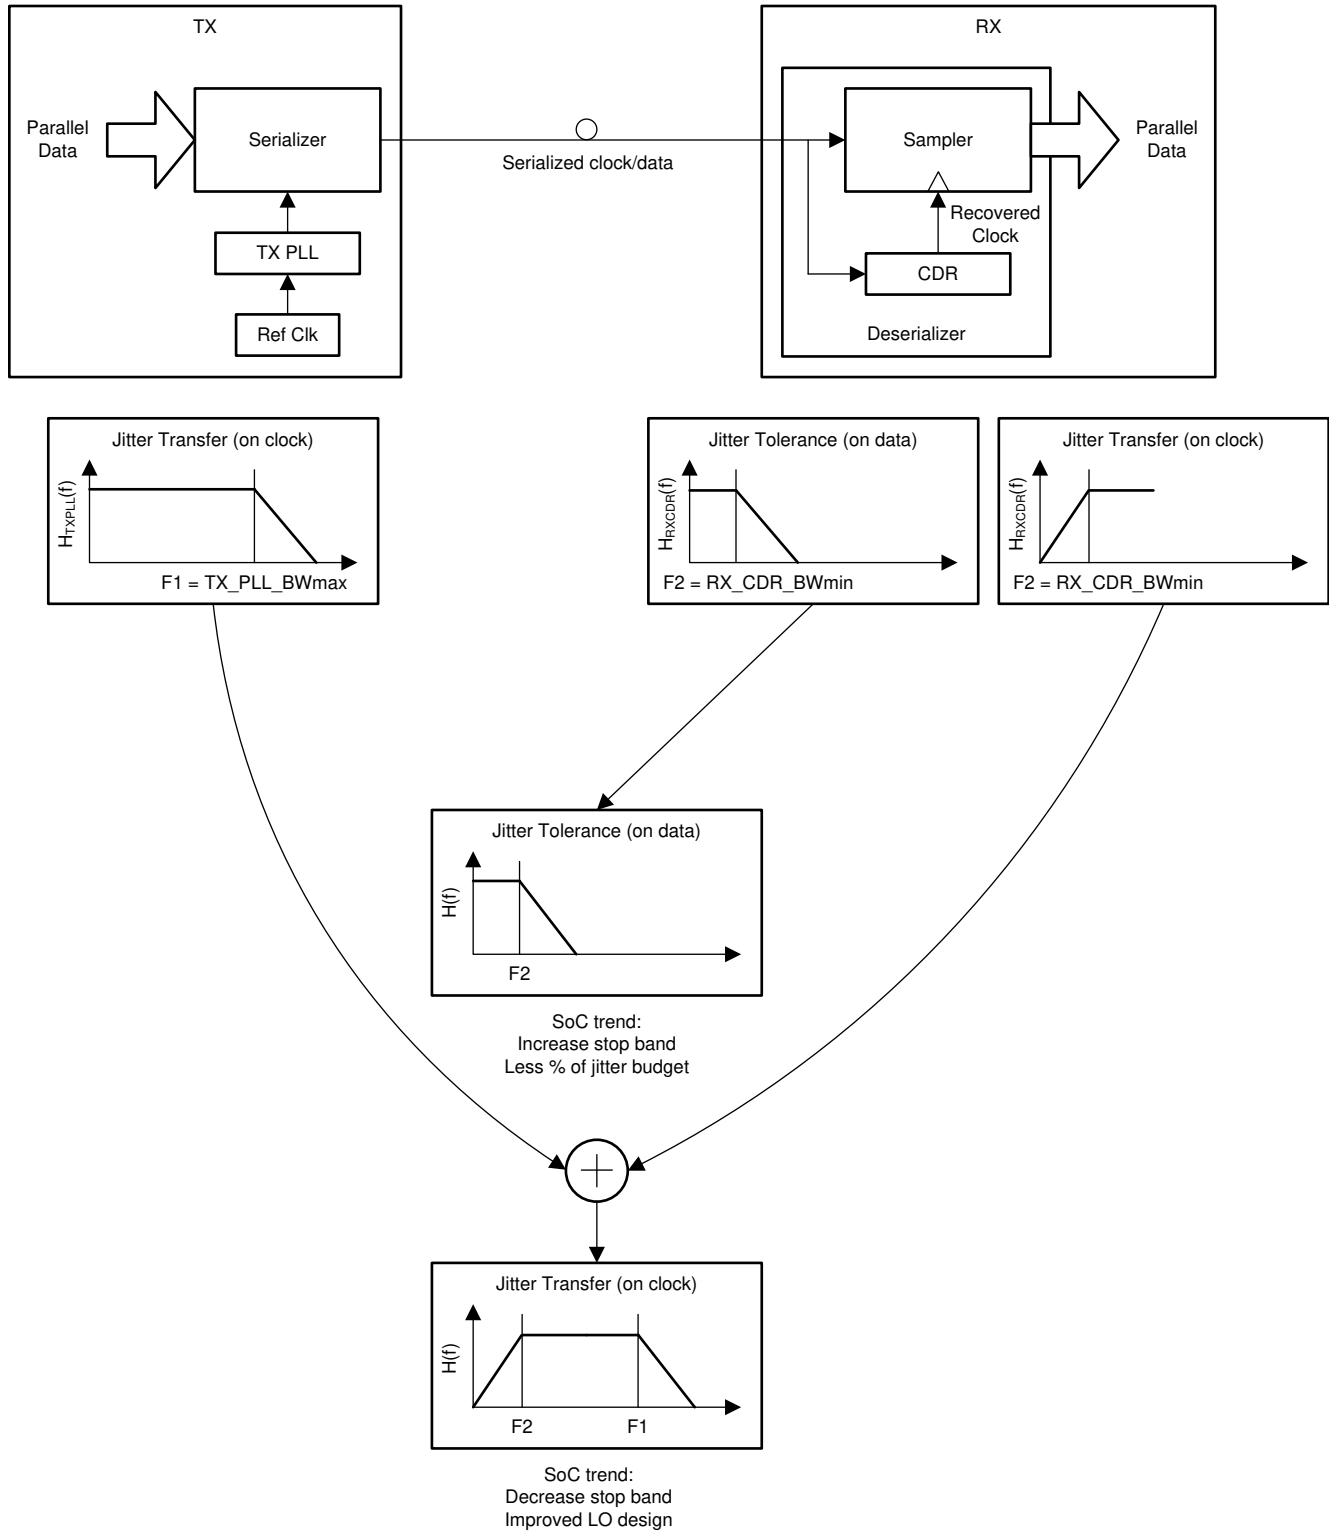 TX
Parallel
Data
Serializer
TX PLL
Ref Clk
Serialized clock/data
RX
Sampler
Recovered
Clock
CDR
Deserializer
Parallel
Data
Jitter Transfer (on clock)
HTXPLL(f)
F1 = TX_PLL_BWmax
Jitter Tolerance (on data)
HRXCDR(f)
F2 = RX_CDR_BWmin
Jitter Transfer (on clock)
HRXCDR(f)
F2 = RX_CDR_BWmin
Jitter Tolerance (on data)
H(f)
F2
SoC trend:
Increase stop band
Less % of jitter budget
Jitter Transfer (on clock)
H(f)
F2
F1
SoC trend:
Decrease stop band
Improved LO design